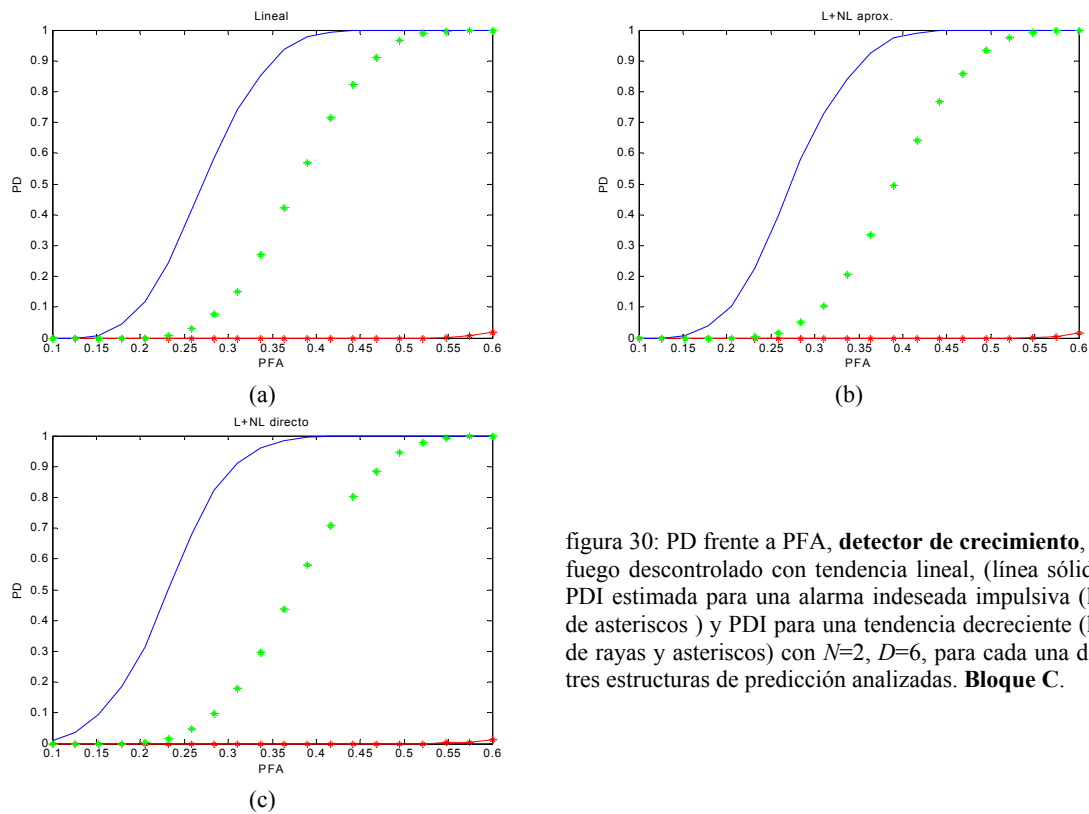 Lineal
1
0.9
0.8
0.7
0.6
0.5
0.4
0.3
0.2
0.1
0
PD
0.1 0.15 0.2 0.25 0.3 0.35 0.4 0.45 0.5 0.55 0.6
PFA
(a)
L+NL aprox.
1
0.9
0.8
0.7
0.6
0.5
0.4
0.3
0.2
0.1
0
PD
0.1 0.15 0.2 0.25 0.3 0.35 0.4 0.45 0.5 0.55 0.6
PFA
(b)
L+NL directo
1
0.9
0.8
0.7
0.6
0.5
0.4
0.3
0.2
0.1
0
PD
0.1 0.15 0.2 0.25 0.3 0.35 0.4 0.45 0.5 0.55 0.6
PFA
(c)
figura 30: PD frente a PFA, detector de crecimiento,
fuego descontrolado con tendencia lineal, (línea sólid
PDI estimada para una alarma indeseada impulsiva (
de asteriscos ) y PDI para una tendencia decreciente (
de rayas y asteriscos) con N=2, D=6, para cada una d
tres estructuras de predicción analizadas. Bloque C.